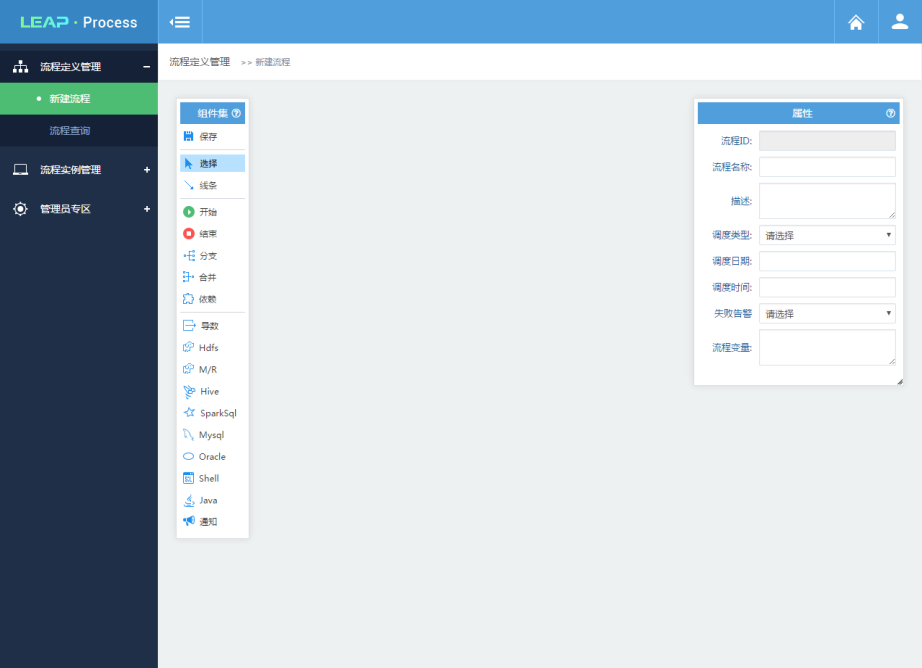 LEAP · Process
流程定义管理
新建流程
流程查询
流程实例管理
管理员专区
流程定义管理 >> 新建流程
组件集
保存
选择
线条
开始
结束
分支
合并
依赖
导数
Hdfs
M/R
Hive
SparkSql
Mysql
Oracle
Shell
Java
通知
属性
流程ID:
流程名称:
描述:
调度类型: 请选择
调度日期:
调度时间:
失败告警 请选择
流程变量: